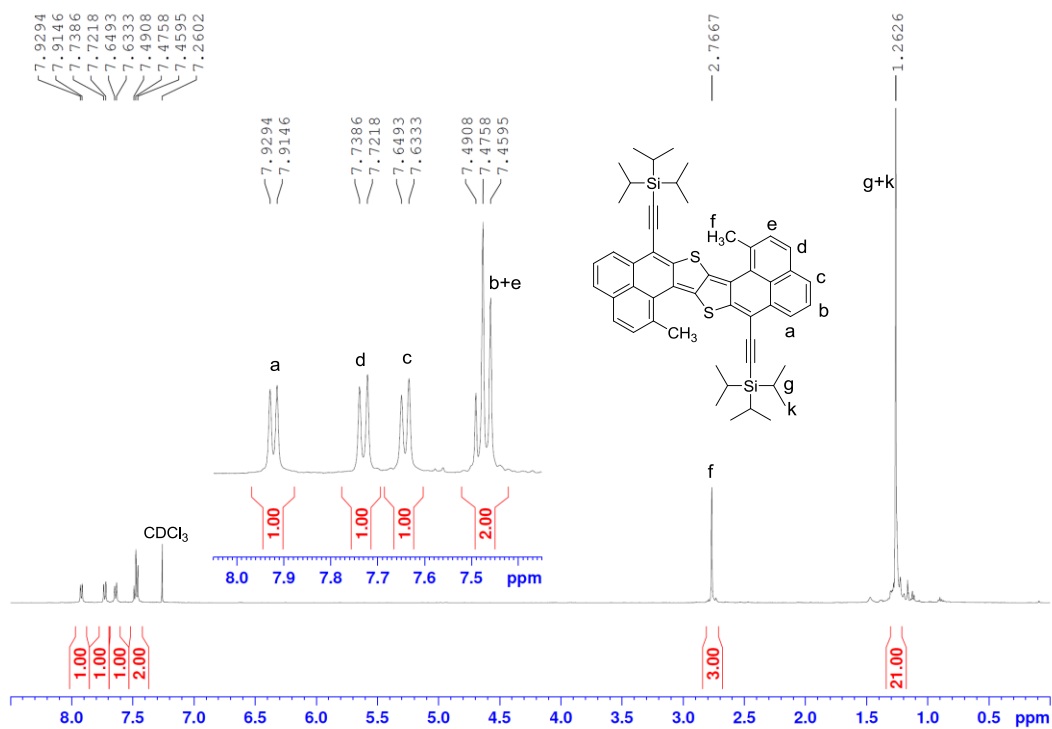 7.9294
7.9146
7.7386
7.7218
7.6493
7.6333
7.4908
7.4758
7.4595
7.2602
2.7667
1.2626
7.9294
7.9146
7.7386
7.7218
7.6493
7.6333
7.4908
7.4758
7.4595
a
d
c
b+e
1.00
1.00
1.00
2.00
8.0 7.9 7.8 7.7 7.6 7.5 ppm
CDCl3
Si
f
H3C
e
d
S
c
b
S
a
CH3
Si
g
k
g+k
f
1.00
1.00
1.00
2.00
3.00
21.00
8.0 7.5 7.0 6.5 6.0 5.5 5.0 4.5 4.0 3.5 3.0 2.5 2.0 1.5 1.0 0.5 ppm